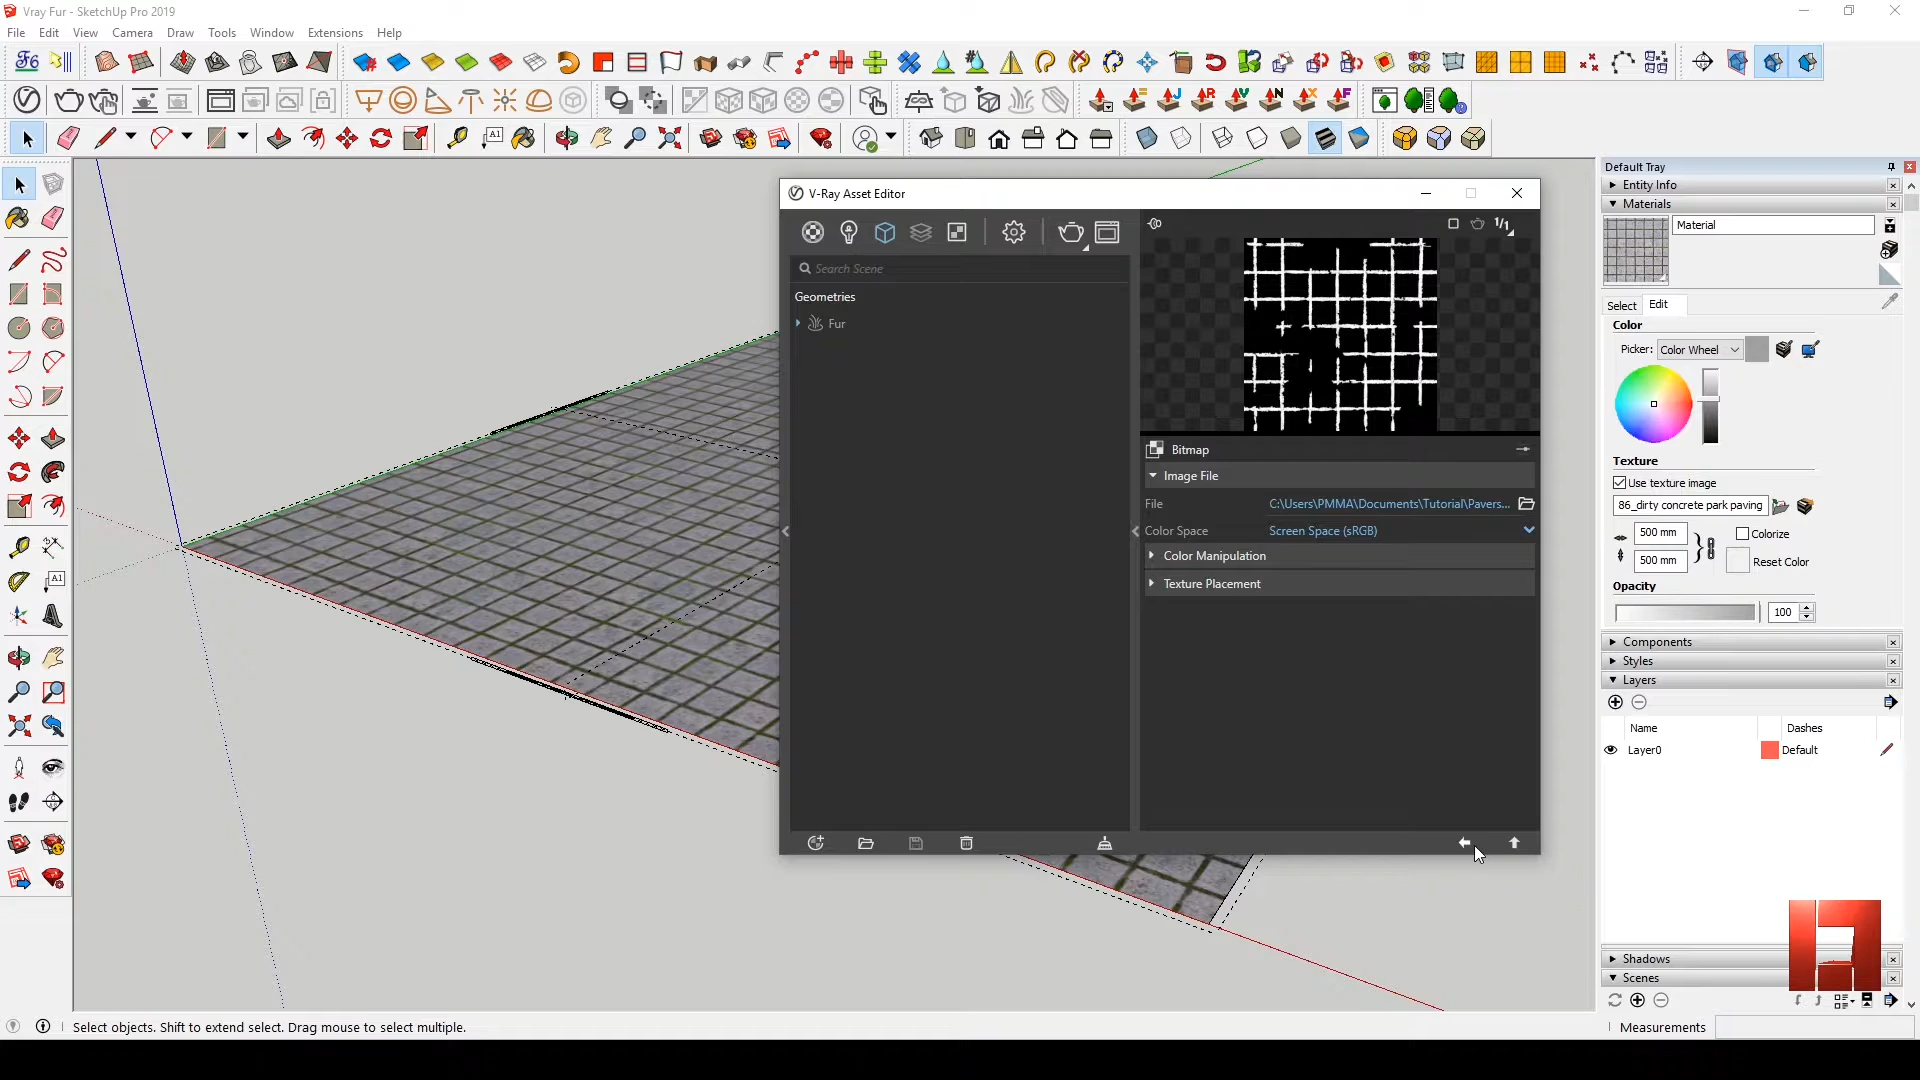 Vray Fur - SketchUp Pro 2019
File Edit View Camera Draw Tools Window Extensions Help
V-Ray Asset Editor
Search Scene
Geometries
Fur
1/1
Bitmap
Image File
File C:\Users\PMMA\Documents\Tutorial\Pavers...
Color Space Screen Space (sRGB)
Color Manipulation
Texture Placement
Default Tray
Entity Info
Materials
Material
Select Edit
Color
Picker: Color Wheel
Texture
Use texture image
86_dirty concrete park paving
500 mm Colorize
500 mm Reset Color
Opacity
100
Components
Styles
Layers
Name Dashes
Layer0 Default
Shadows
Scenes
Select objects. Shift to extend select. Drag mouse to select multiple.
Measurements